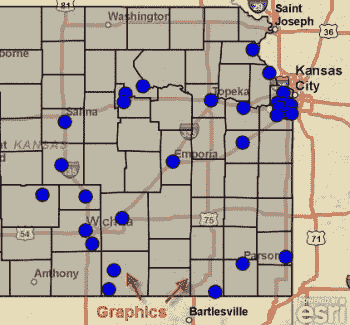 81
Saint
Joseph
Washington
36
Kansas
City
Topeka
Salina
KANSAS
Emporia
54
Wichita
75
71
Parsons
Anthony
Graphics
Bartlesville
POWERED BY
esri